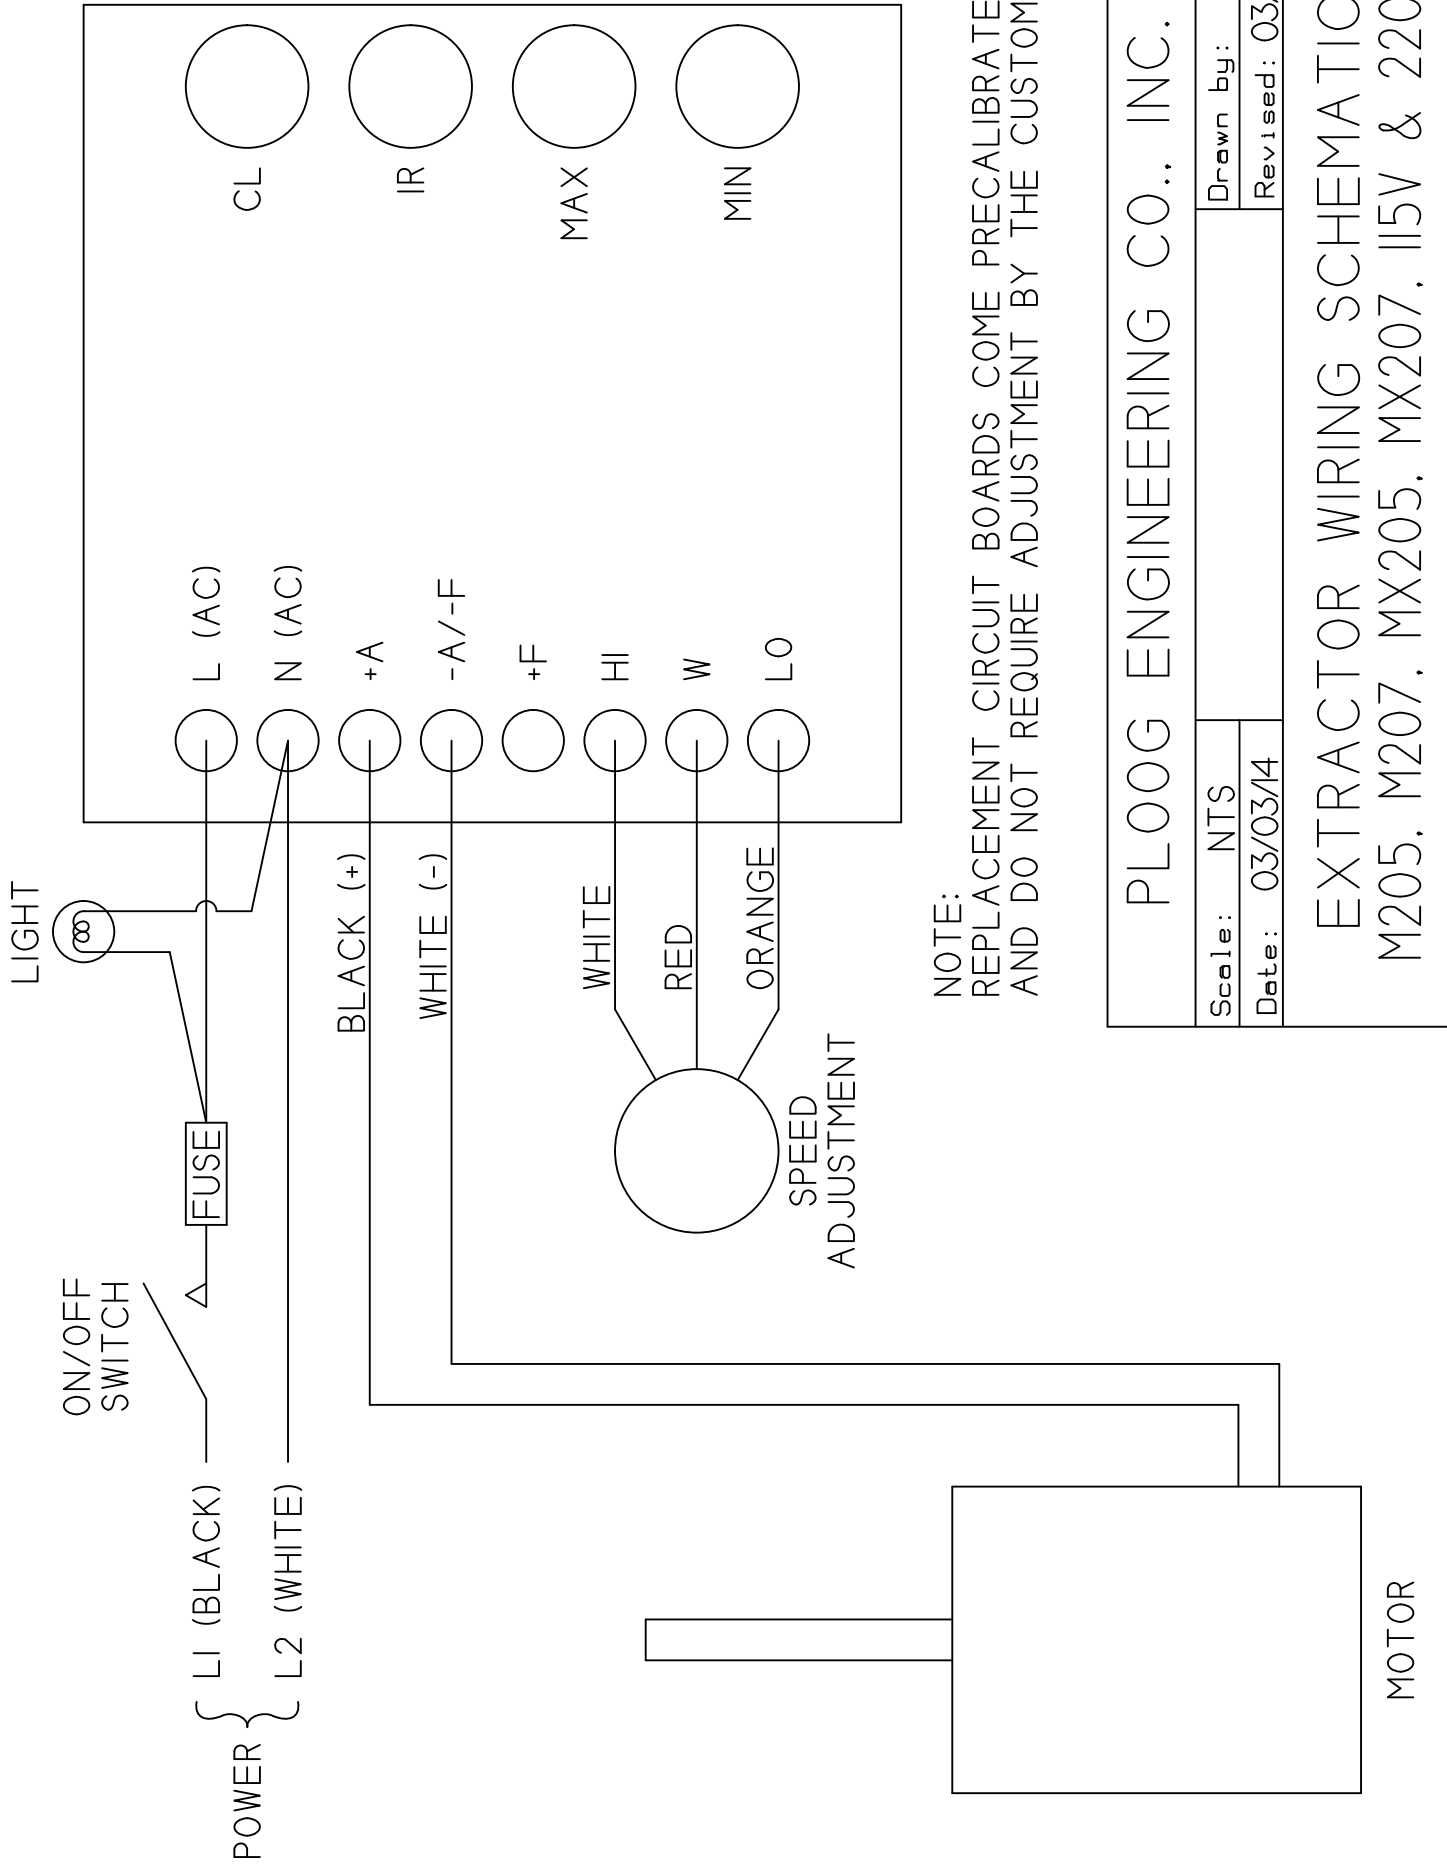 LIGHT
ON/OFF
SWITCH
POWER
L1 (BLACK)
L2 (WHITE)
FUSE
BLACK (+)
WHITE (-)
WHITE
RED
ORANGE
SPEED
ADJUSTMENT
MOTOR
L (AC)
N (AC)
+A
-A/-F
+F
HI
W
LO
CL
IR
MAX
MIN
NOTE:
REPLACEMENT CIRCUIT BOARDS COME PRECALIBRATE
AND DO NOT REQUIRE ADJUSTMENT BY THE CUSTOM
PLOOG ENGINEERING CO., INC.
Scale: NTS
Drawn by:
Date: 03/03/14
Revised: 03/
EXTRACTOR WIRING SCHEMATIC
M205, M207, MX205, MX207, 115V & 220